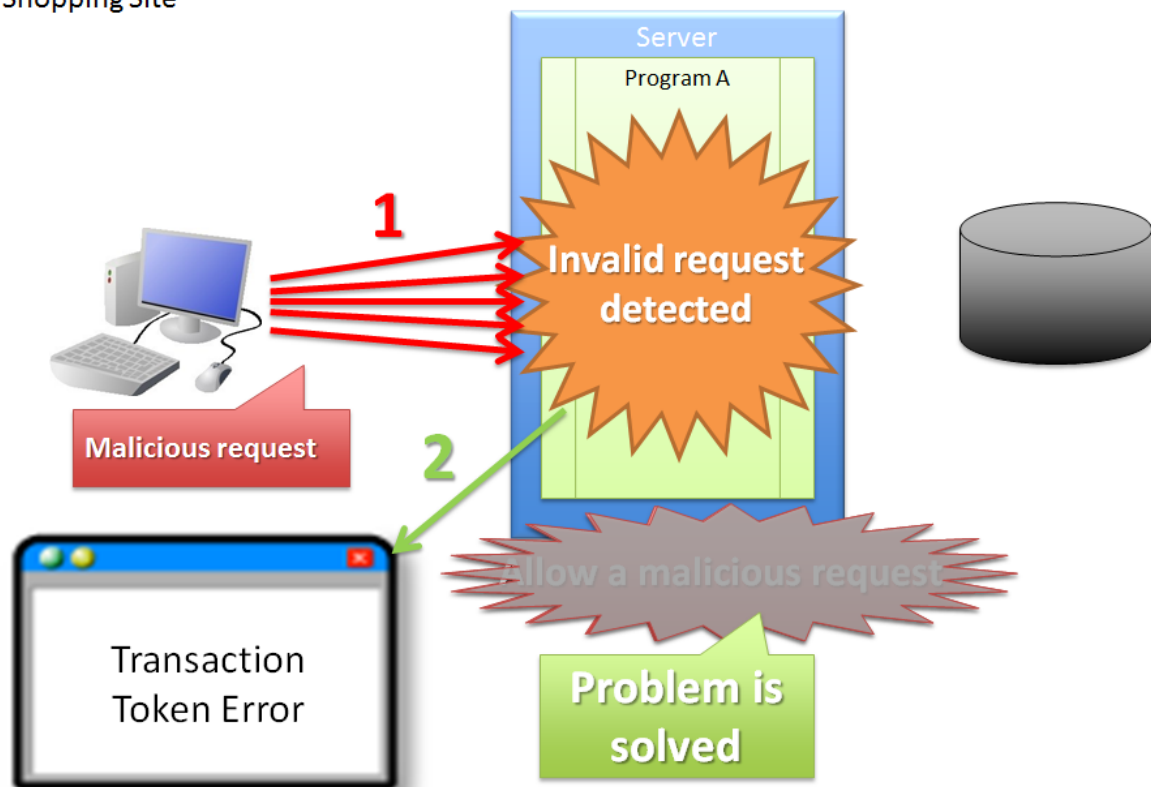 Shopping Site
Server
Program A
1
Invalid request
detected
Malicious request
2
Allow a malicious request
Transaction
Token Error
Problem is
solved